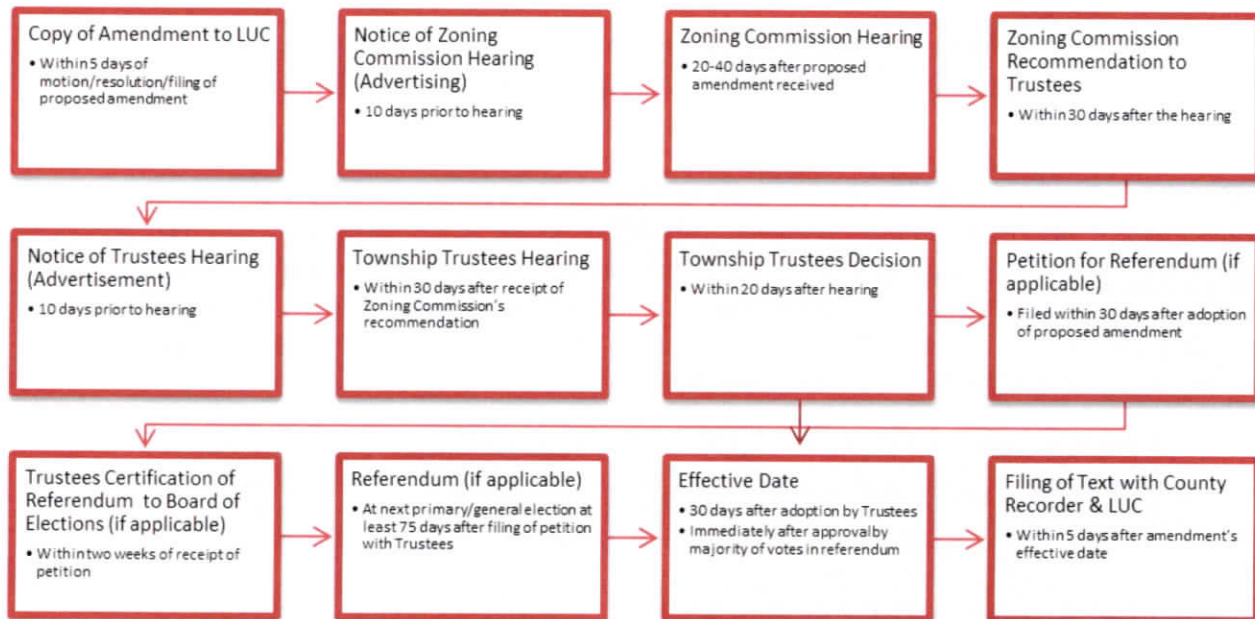 Copy of Amendment to LUC
• Within 5 days of
motion/resolution/filing of
proposed amendment
Notice of Zoning
Commission Hearing
(Advertising)
• 10 days prior to hearing
Zoning Commission Hearing
• 20-40 days after proposed
amendment received
Zoning Commission
Recommendation to
Trustees
• Within 30 days after the hearing
Notice of Trustees Hearing
(Advertisement)
• 10 days prior to hearing
Township Trustees Hearing
• Within 30 days after receipt of
Zoning Commission's
recommendation
Township Trustees Decision
• Within 20 days after hearing
Petition for Referendum (if
applicable)
• Filed within 30 days after adoption
of proposed amendment
Trustees Certification of
Referendum to Board of
Elections (if applicable)
• Within two weeks of receipt of
petition
Referendum (if applicable)
• At next primary/general election at
least 75 days after filing of petition
with Trustees
Effective Date
• 30 days after adoption by Trustees
• Immediately after approval by
majority of votes in referendum
Filing of Text with County
Recorder & LUC
• Within 5 days after amendment's
effective date